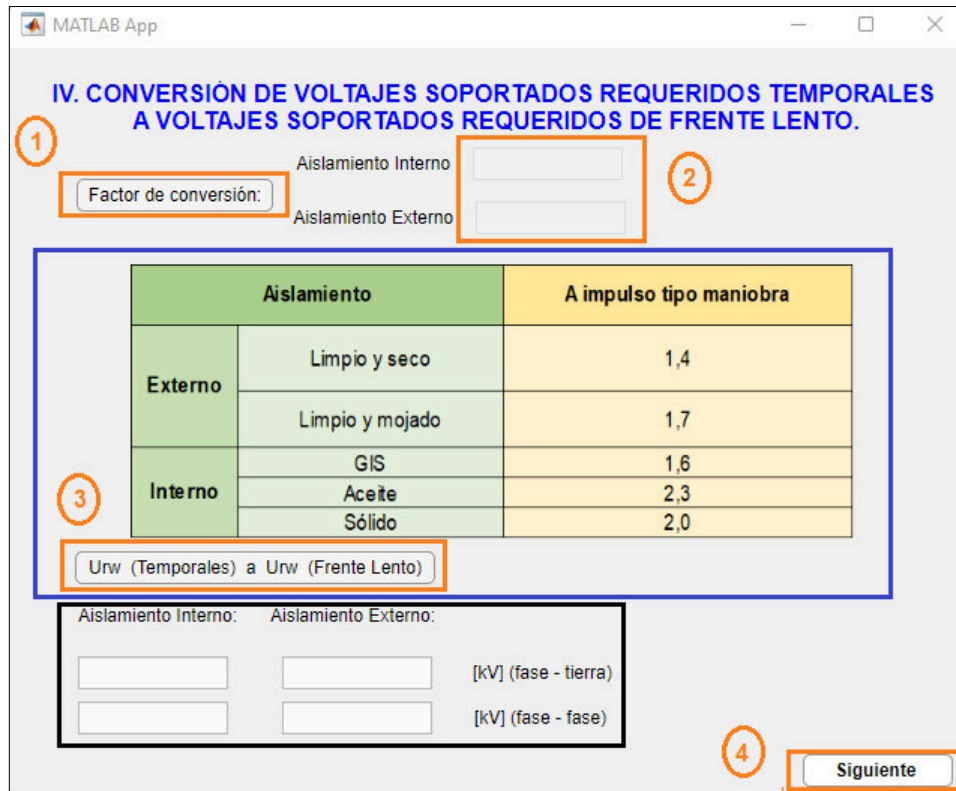 MATLAB App
IV. CONVERSIÓN DE VOLTAJES SOPORTADOS REQUERIDOS TEMPORALES
A VOLTAJES SOPORTADOS REQUERIDOS DE FRENTE LENTO.
1
Aislamiento Interno
2
Factor de conversión:
Aislamiento Externo
Aislamiento A impulso tipo maniobra
Externo
Limpio y seco 1,4
Limpio y mojado 1,7
Interno
GIS 1,6
Aceite 2,3
Sólido 2,0
3
Urw (Temporales) a Urw (Frente Lento)
Aislamiento Interno: Aislamiento Externo:
[kV] (fase - tierra)
[kV] (fase - fase)
4
Siguiente